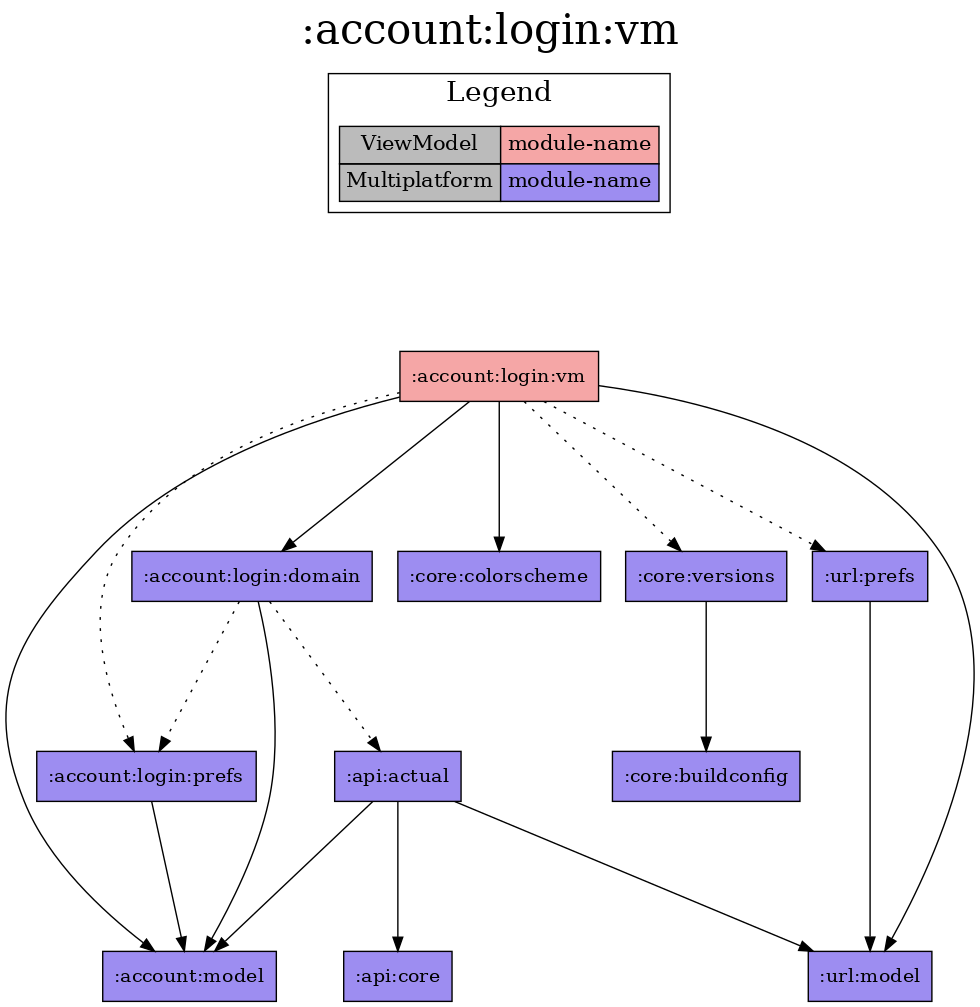 :account:login:vm
Legend
ViewModel module-name
Multiplatform module-name
:account:login:vm
:account:login:domain :core:colorscheme :core:versions :url:prefs
:account:login:prefs :api:actual :core:buildconfig
:account:model :api:core :url:model